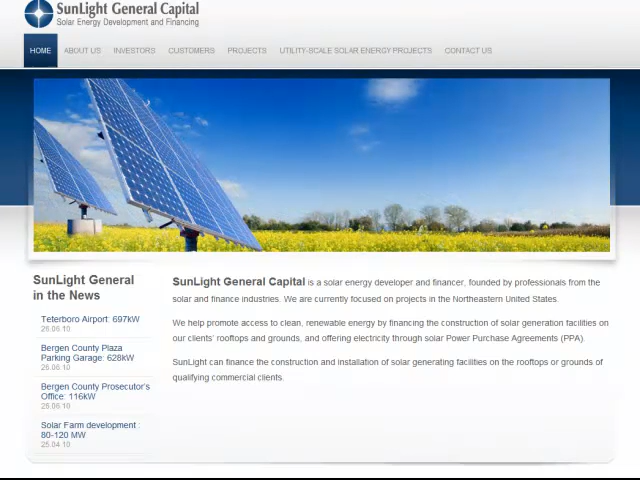 SunLight General Capital
Solar Energy Development and Financing
HOME ABOUT US INVESTORS CUSTOMERS PROJECTS UTILITY-SCALE SOLAR ENERGY PROJECTS CONTACT US
SunLight General
in the News
Teterboro Airport: 697kW
26.06.10
Bergen County Plaza
Parking Garage: 628kW
26.06.10
Bergen County Prosecutor's
Office: 116kW
26.06.10
Solar Farm development :
80-120 MW
25.04.10
SunLight General Capital is a solar energy developer and financer, founded by professionals from the
solar and finance industries. We are currently focused on projects in the Northeastern United States.
We help promote access to clean, renewable energy by financing the construction of solar generation facilities on
our clients' rooftops and grounds, and offering electricity through solar Power Purchase Agreements (PPA).
SunLight can finance the construction and installation of solar generating facilities on the rooftops or grounds of
qualifying commercial clients.